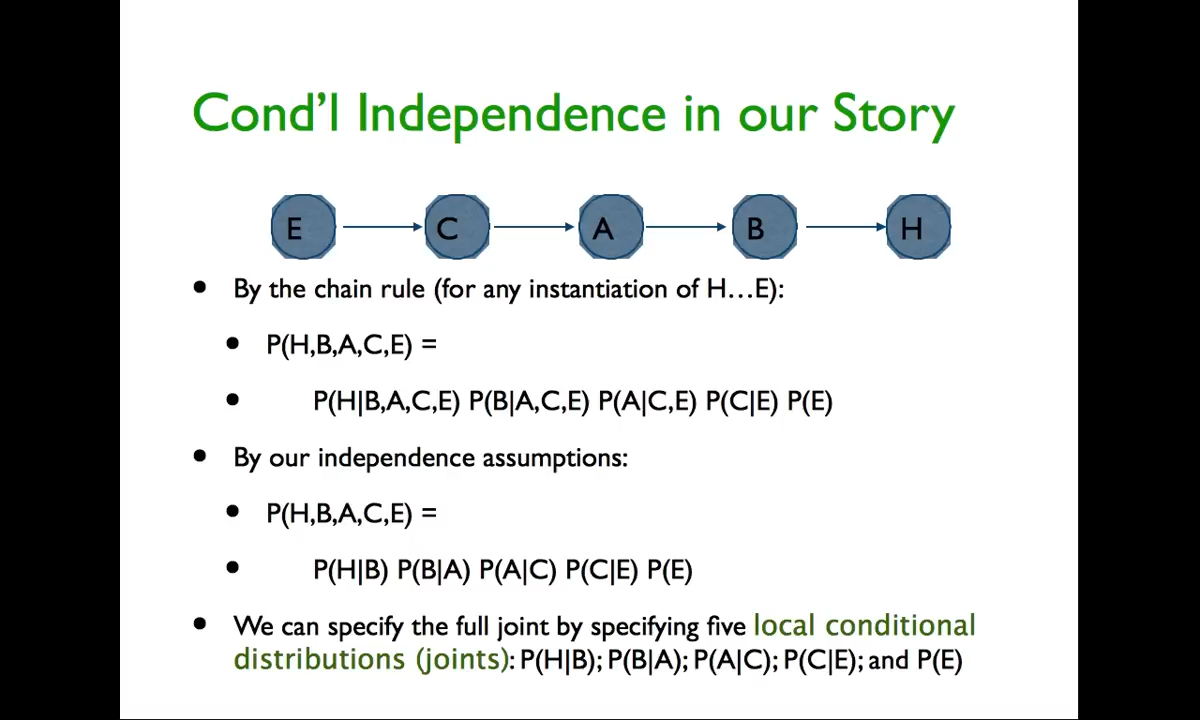 Cond'l Independence in our Story
E C A B H
• By the chain rule (for any instantiation of H…E):
• P(H,B,A,C,E) =
• P(H|B,A,C,E) P(B|A,C,E) P(A|C,E) P(C|E) P(E)
• By our independence assumptions:
• P(H,B,A,C,E) =
• P(H|B) P(B|A) P(A|C) P(C|E) P(E)
• We can specify the full joint by specifying five local conditional
distributions (joints): P(H|B); P(B|A); P(A|C); P(C|E); and P(E)